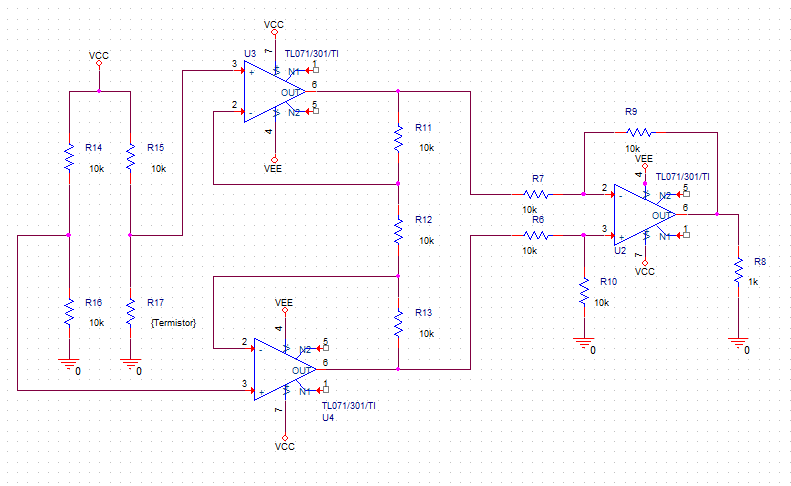 VCC
U3
TL071/301/TI
VCC
7
3
+
N1
1
6
OUT
2
-
N2
5
4
VEE
R14
10k
R15
10k
R11
10k
R9
10k
VEE
4
TL071/301/TI
R7
10k
2
-
N2
5
6
OUT
R12
10k
R6
10k
3
+
N1
1
U2
7
VCC
R8
1k
R10
10k
0
0
R16
10k
R17
{Termistor}
0
0
VEE
4
R13
10k
2
-
N2
5
6
OUT
3
+
N1
1
7
TL071/301/TI
U4
VCC